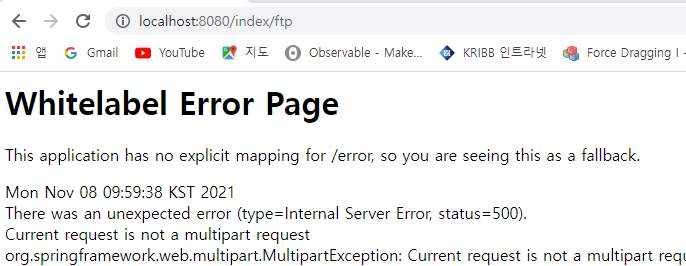 localhost:8080/index/ftp
앱 Gmail YouTube 지도 Observable - Make... KRIBB 인트라넷 Force Dragging I -
Whitelabel Error Page
This application has no explicit mapping for /error, so you are seeing this as a fallback.
Mon Nov 08 09:59:38 KST 2021
There was an unexpected error (type=Internal Server Error, status=500).
Current request is not a multipart request
org.springframework.web.multipart.MultipartException: Current request is not a multipart